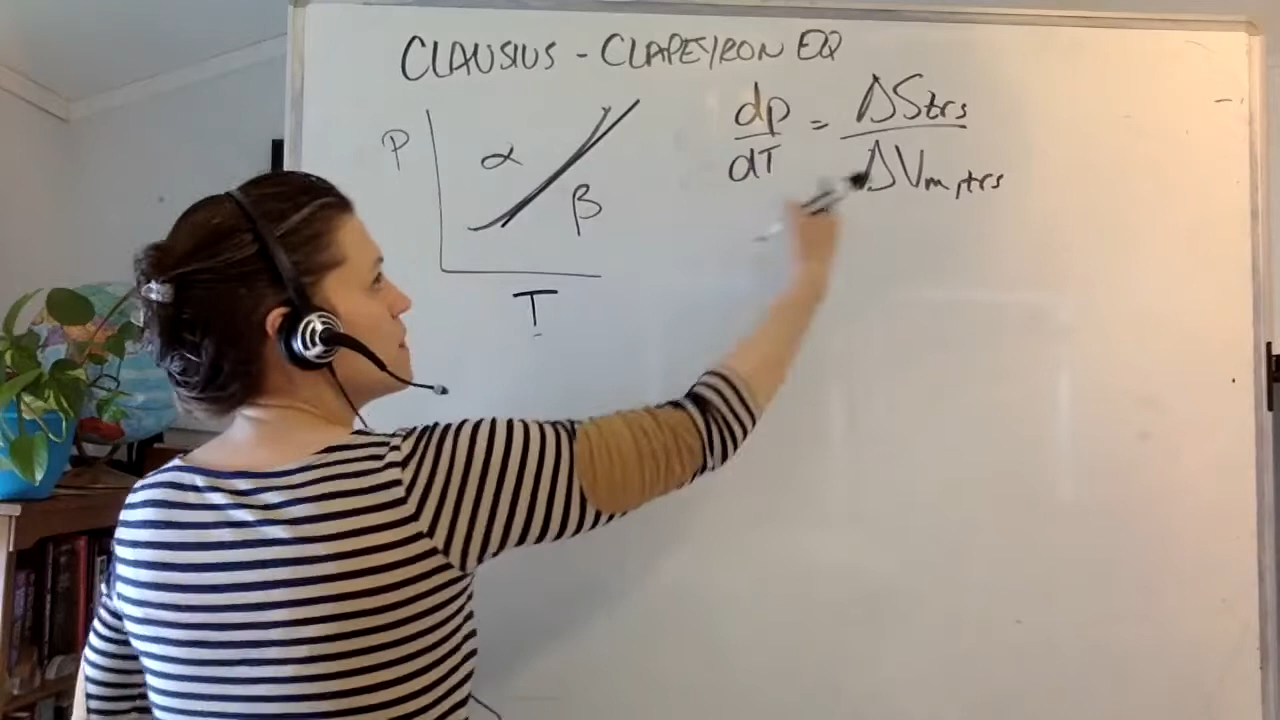 CLAUSIUS - CLAPEYRON EQ
P
α
β
T
dp/dT = ΔStrs/ΔVm,trs